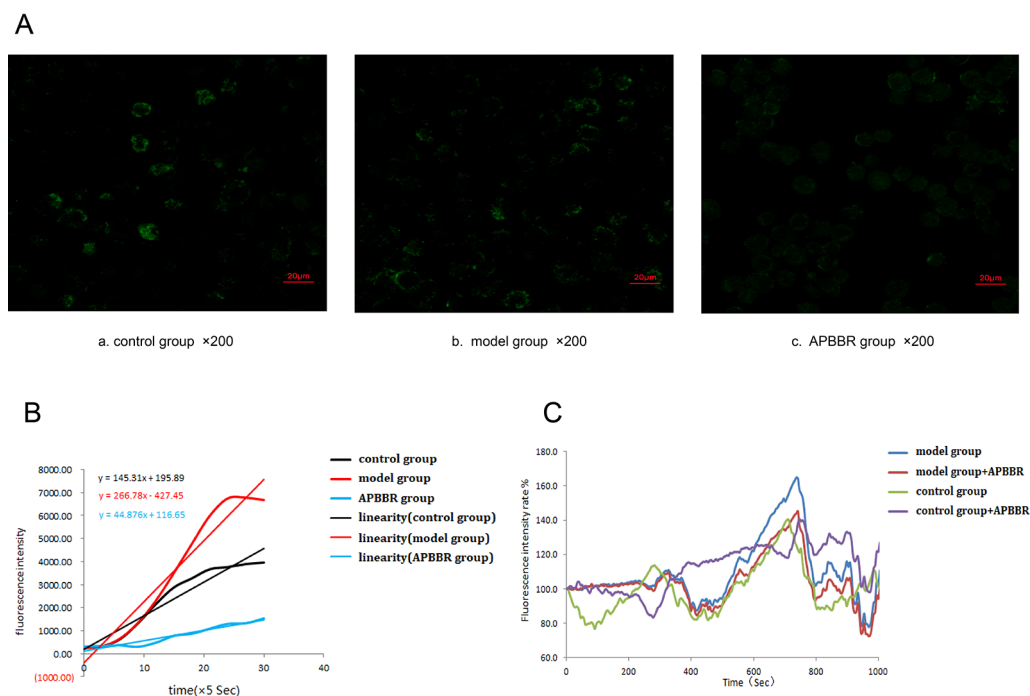 A
20μm
20μm
20μm
a. control group ×200
b. model group ×200
c. APBBR group ×200
B
8000.00
7000.00
6000.00
5000.00
4000.00
3000.00
2000.00
1000.00
0.00
(1000.00)
fluorescence intensity
y = 145.31x + 195.89
y = 266.78x - 427.45
y = 44.876x + 116.65
0
10
20
30
40
time(×5 Sec)
control group
model group
APBBR group
linearity(control group)
linearity(model group)
linearity(APBBR group)
C
180.0
160.0
140.0
120.0
100.0
80.0
60.0
Fluorescence intensity rate %
0
200
400
600
800
1000
Time（Sec）
model group
model group+APBBR
control group
control group+APBBR